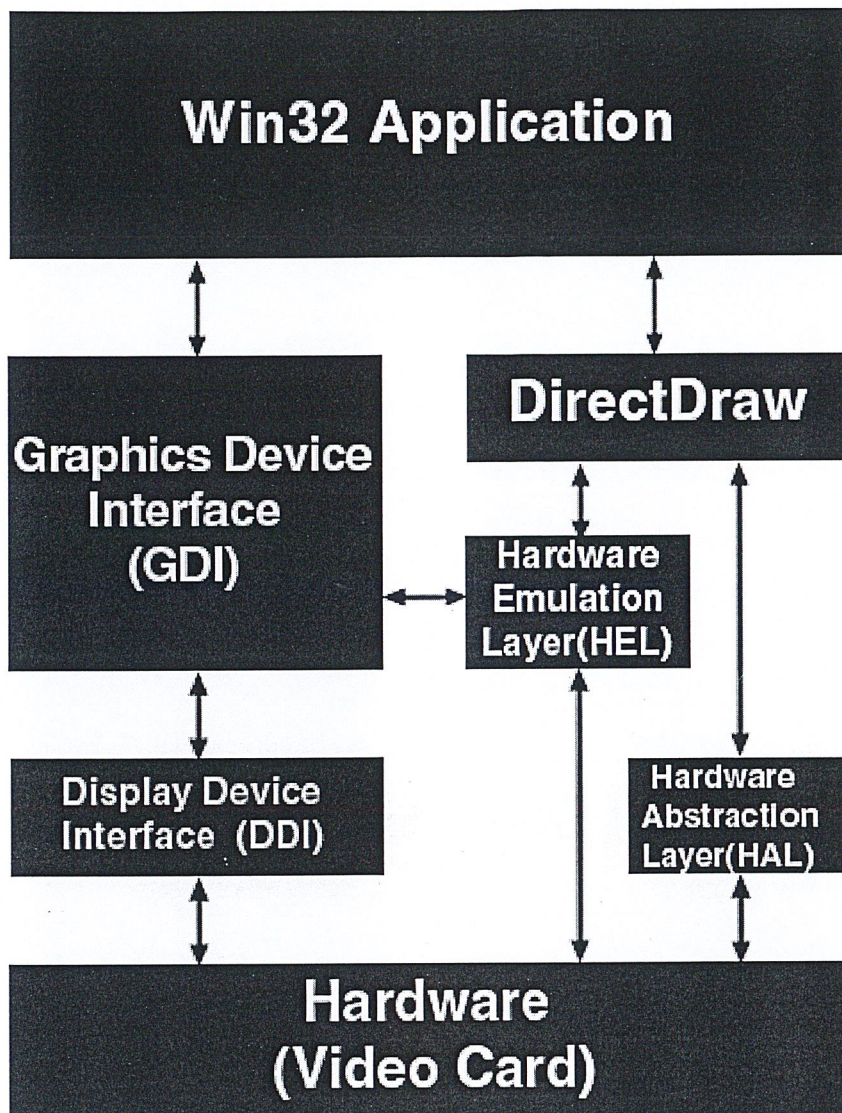 Win32 Application
DirectDraw
Graphics Device
Interface
(GDI)
Hardware
Emulation
Layer(HEL)
Display Device
Interface (DDI)
Hardware
Abstraction
Layer(HAL)
Hardware
(Video Card)